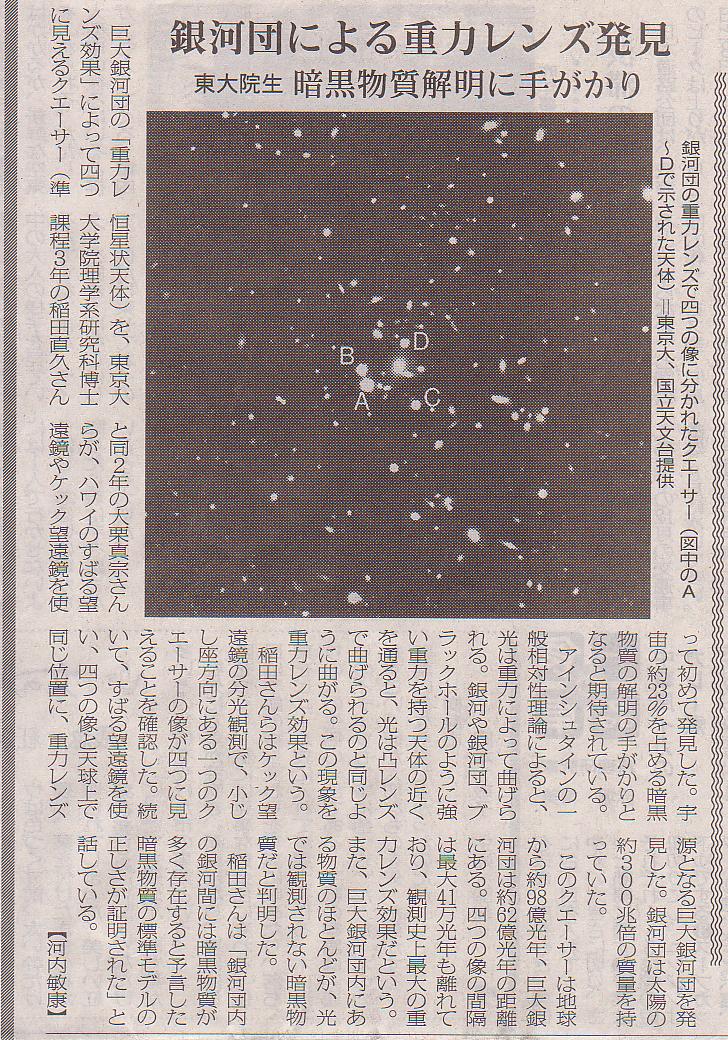 銀河団による重力レンズ発見
東大院生 暗黒物質解明に手がかり
銀河団の重力レンズで四つの像に分かれたクエーサー（図中のA
～Dで示された天体）＝東京大、国立天文台提供
B
A
D
C
巨大銀河団の「重力レ
ンズ効果」によって四つ
に見えるクエーサー（準
恒星状天体）を、東京大
大学院理学系研究科博士
課程3年の稲田直久さん
と同2年の大栗真宗さん
らが、ハワイのすばる望
遠鏡やケック望遠鏡を使
って初めて発見した。宇
宙の約23％を占める暗黒
物質の解明の手がかりと
なると期待されている。
アインシュタインの一
般相対性理論によると、
光は重力によって曲げら
れる。銀河や銀河団、ブ
ラックホールのように強
い重力を持つ天体の近く
を通ると、光は凸レンズ
で曲げられるのと同じよ
うに曲がる。この現象を
重力レンズ効果という。
稲田さんらはケック望
遠鏡の分光観測で、小じ
し座方向にある一つのク
エーサーの像が四つに見
えることを確認した。続
いて、すばる望遠鏡を使
い、四つの像と天球上で
同じ位置に、重力レンズ
源となる巨大銀河団を発
見した。銀河団は太陽の
約300兆倍の質量を持
っていた。
このクエーサーは地球
から約98億光年、巨大銀
河団は約62億光年の距離
にある。四つの像の間隔
は最大41万光年も離れて
おり、観測史上最大の重
力レンズ効果だという。
また、巨大銀河団内にあ
る物質のほとんどが、光
では観測されない暗黒物
質だと判明した。
稲田さんは「銀河団内
の銀河間には暗黒物質が
多く存在すると予言した
暗黒物質の標準モデルの
正しさが証明された」と
話している。
【河内敏康】